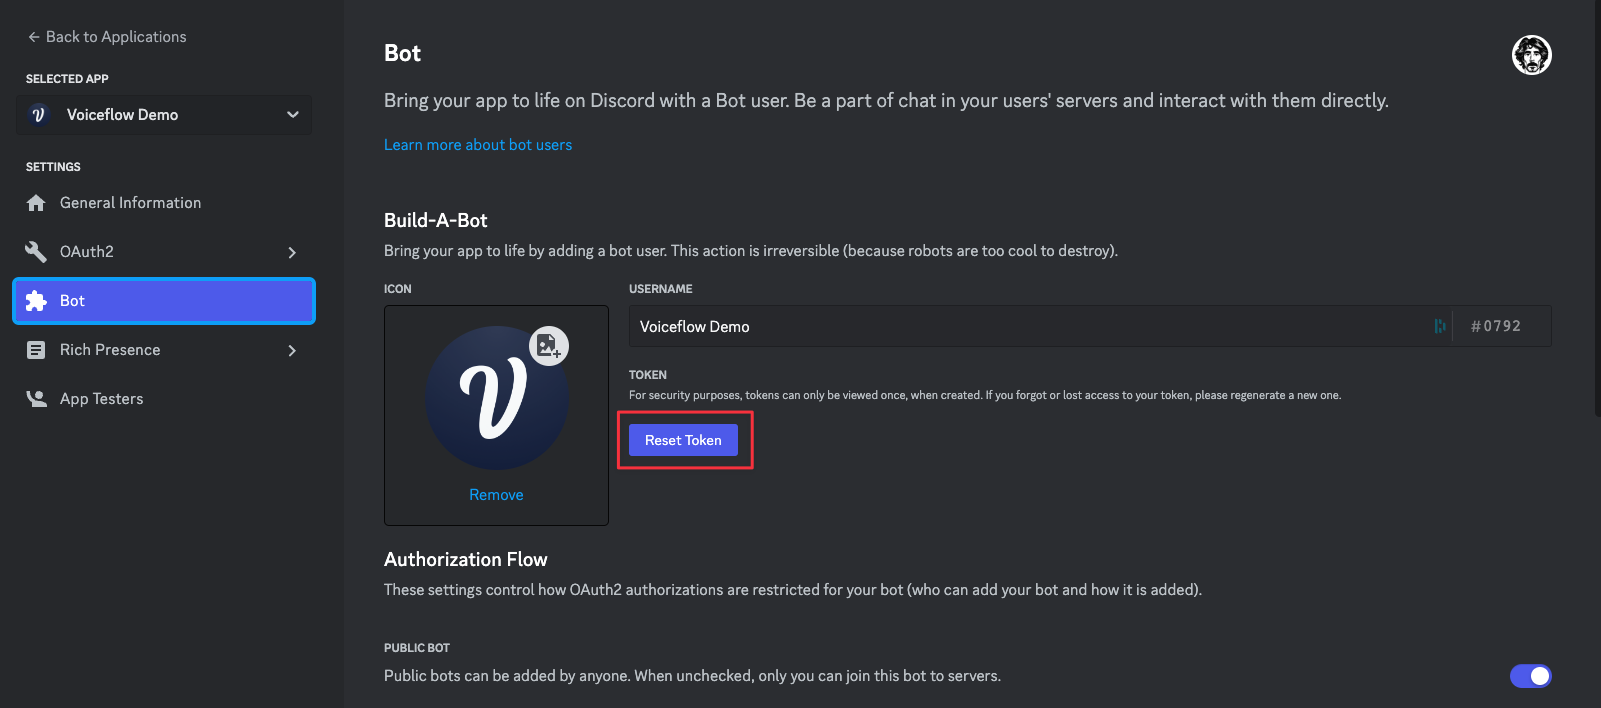 ← Back to Applications
SELECTED APP
Voiceflow Demo
SETTINGS
General Information
OAuth2
Bot
Rich Presence
App Testers
Bot
Bring your app to life on Discord with a Bot user. Be a part of chat in your users' servers and interact with them directly.
Learn more about bot users
Build-A-Bot
Bring your app to life by adding a bot user. This action is irreversible (because robots are too cool to destroy).
ICON
V
Remove
USERNAME
Voiceflow Demo
#0792
TOKEN
For security purposes, tokens can only be viewed once, when created. If you forgot or lost access to your token, please regenerate a new one.
Reset Token
Authorization Flow
These settings control how OAuth2 authorizations are restricted for your bot (who can add your bot and how it is added).
PUBLIC BOT
Public bots can be added by anyone. When unchecked, only you can join this bot to servers.